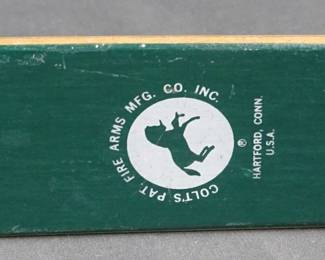 COLT'S PAT. FIRE ARMS MFG. CO. INC.
®
HARTFORD, CONN.
U.S.A.